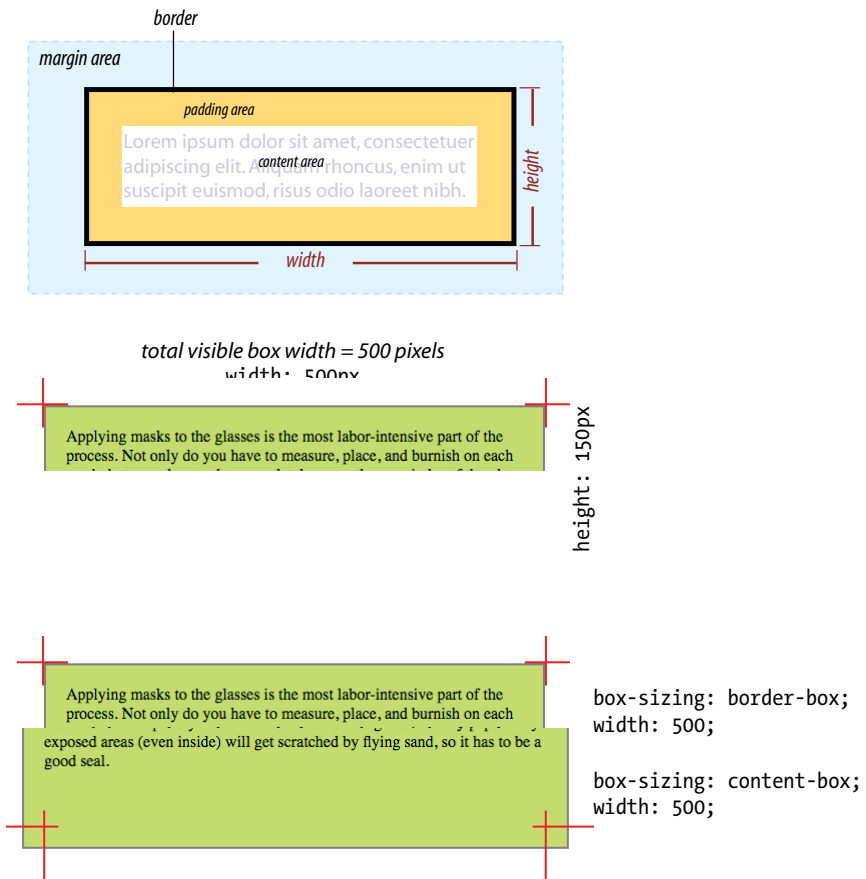 border
margin area
padding area
Lorem ipsum dolor sit amet, consectetuer
adipiscing elit. Aliquam rhoncus, enim ut
content area
suscipit euismod, risus odio laoreet nibh.
height
width
total visible box width = 500 pixels
width: 500px
Applying masks to the glasses is the most labor-intensive part of the
process. Not only do you have to measure, place, and burnish on each
height: 150px
Applying masks to the glasses is the most labor-intensive part of the
process. Not only do you have to measure, place, and burnish on each
exposed areas (even inside) will get scratched by flying sand, so it has to be a
good seal.
box-sizing: border-box;
width: 500;
box-sizing: content-box;
width: 500;